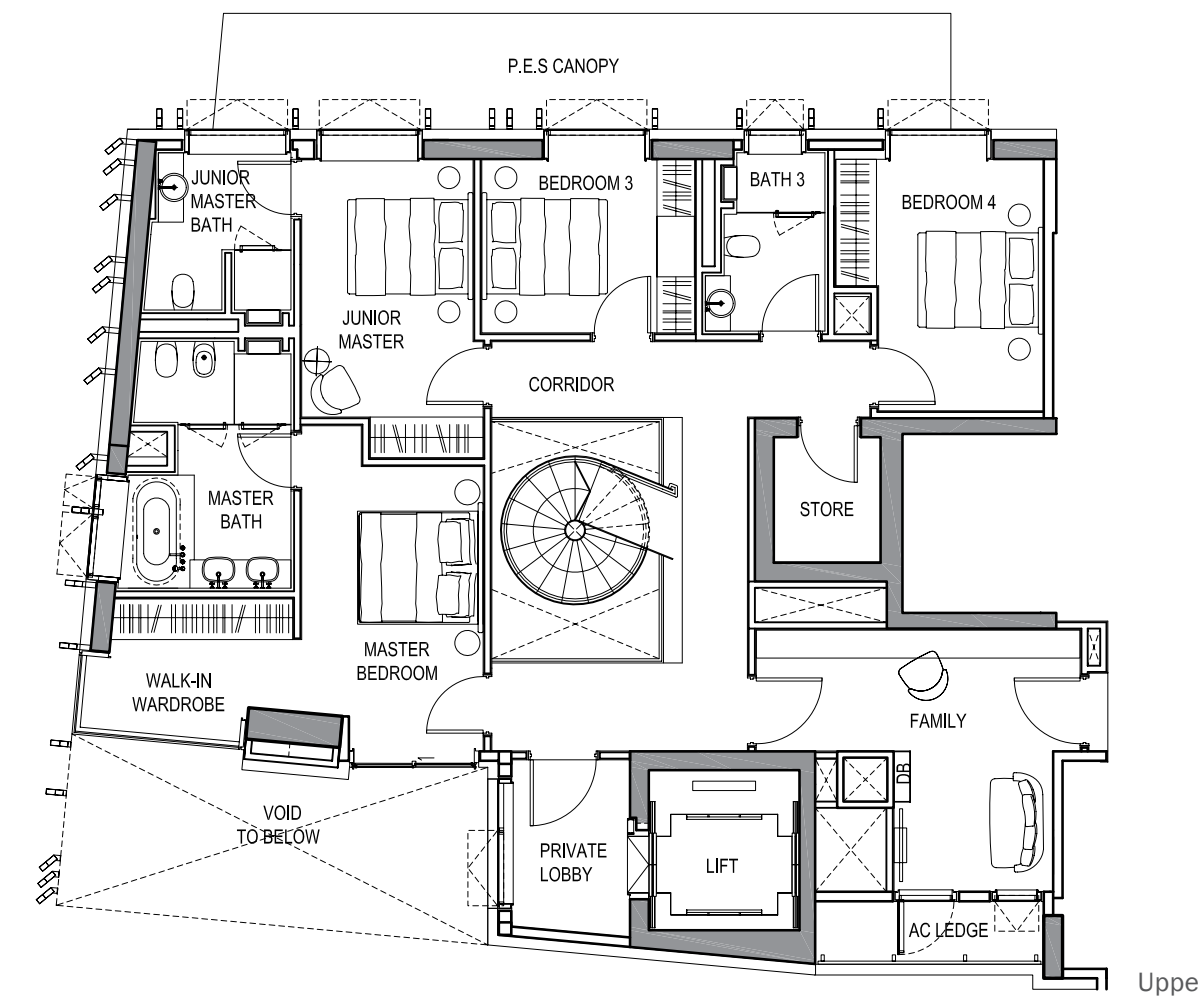 P.E.S CANOPY
JUNIOR
MASTER
BATH
BEDROOM 3
BATH 3
BEDROOM 4
JUNIOR
MASTER
CORRIDOR
MASTER
BATH
STORE
MASTER
BEDROOM
WALK-IN
WARDROBE
FAMILY
DB
VOID
TO BELOW
PRIVATE
LOBBY
LIFT
AC LEDGE
Uppe